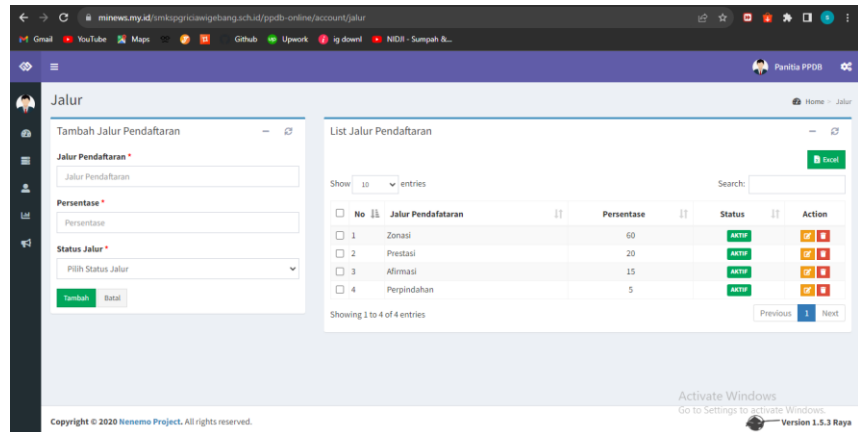 minews.my.id/smkspgriciawigebang.sch.id/ppdb-online/account/jalur
Gmail YouTube Maps Github Upwork ig downl NIDJI - Sumpah &...
Panitia PPDB
Jalur
Home > Jalur
Tambah Jalur Pendaftaran
Jalur Pendaftaran *
Jalur Pendaftaran
Persentase *
Persentase
Status Jalur *
Pilih Status Jalur
Tambah Batal
List Jalur Pendaftaran
Excel
Show 10 entries Search:
No Jalur Pendafataran Persentase Status Action
1 Zonasi 60 AKTIF
2 Prestasi 20 AKTIF
3 Afirmasi 15 AKTIF
4 Perpindahan 5 AKTIF
Showing 1 to 4 of 4 entries
Previous 1 Next
Activate Windows
Go to Settings to activate Windows.
Copyright © 2020 Nenemo Project. All rights reserved.
Version 1.5.3 Raya